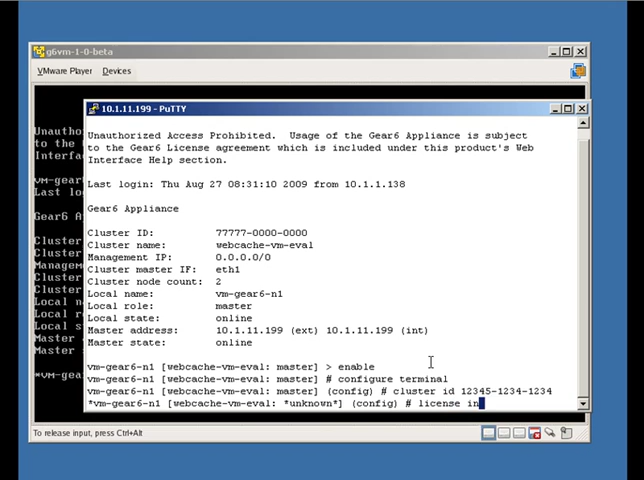 g6vm-1-0-beta
VMware Player Devices
10.1.11.199 - PuTTY
Unautho
to the
Interfa
vm-gear
Last lo
Gear6 A
Cluster
Cluster
Managem
Cluster
Cluster
Local n
Local r
Local s
Master
Master
*vm-gea
Unauthorized Access Prohibited. Usage of the Gear6 Appliance is subject
to the Gear6 License agreement which is included under this product's Web
Interface Help section.
Last login: Thu Aug 27 08:31:10 2009 from 10.1.1.138
Gear6 Appliance
Cluster ID: 77777-0000-0000
Cluster name: webcache-vm-eval
Management IP: 0.0.0.0/0
Cluster master IF: eth1
Cluster node count: 2
Local name: vm-gear6-n1
Local role: master
Local state: online
Master address: 10.1.11.199 (ext) 10.1.11.199 (int)
Master state: online
vm-gear6-n1 [webcache-vm-eval: master] > enable
vm-gear6-n1 [webcache-vm-eval: master] # configure terminal
vm-gear6-n1 [webcache-vm-eval: master] (config) # cluster id 12345-1234-1234
*vm-gear6-n1 [webcache-vm-eval: *unknown*] (config) # license in
To release input, press Ctrl+Alt